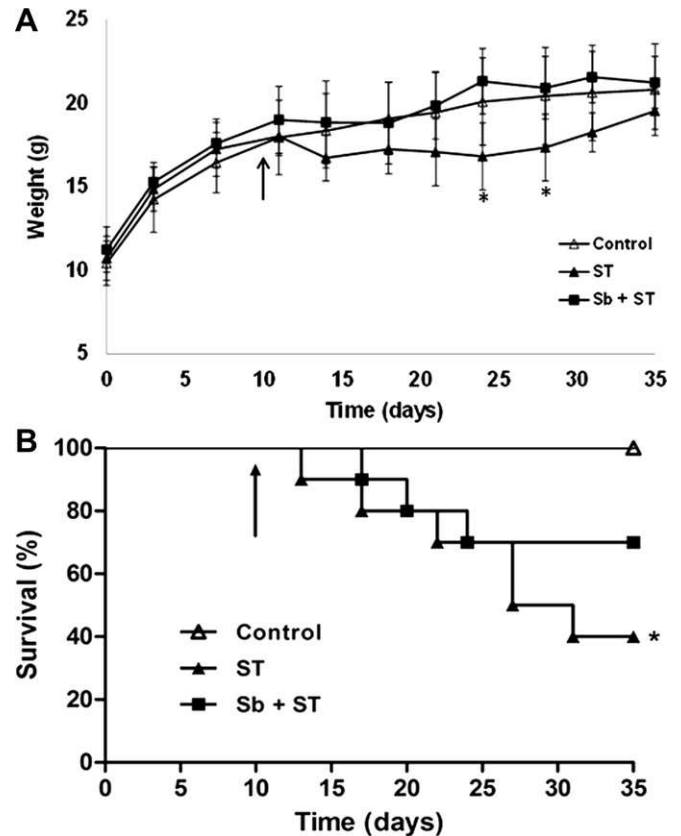 A
25
20
15
10
5
Weight (g)
* *
Control
ST
Sb + ST
0 5 10 15 20 25 30 35
Time (days)
B
100
80
60
40
20
0
Survival (%)
*
Control
ST
Sb + ST
0 5 10 15 20 25 30 35
Time (days)